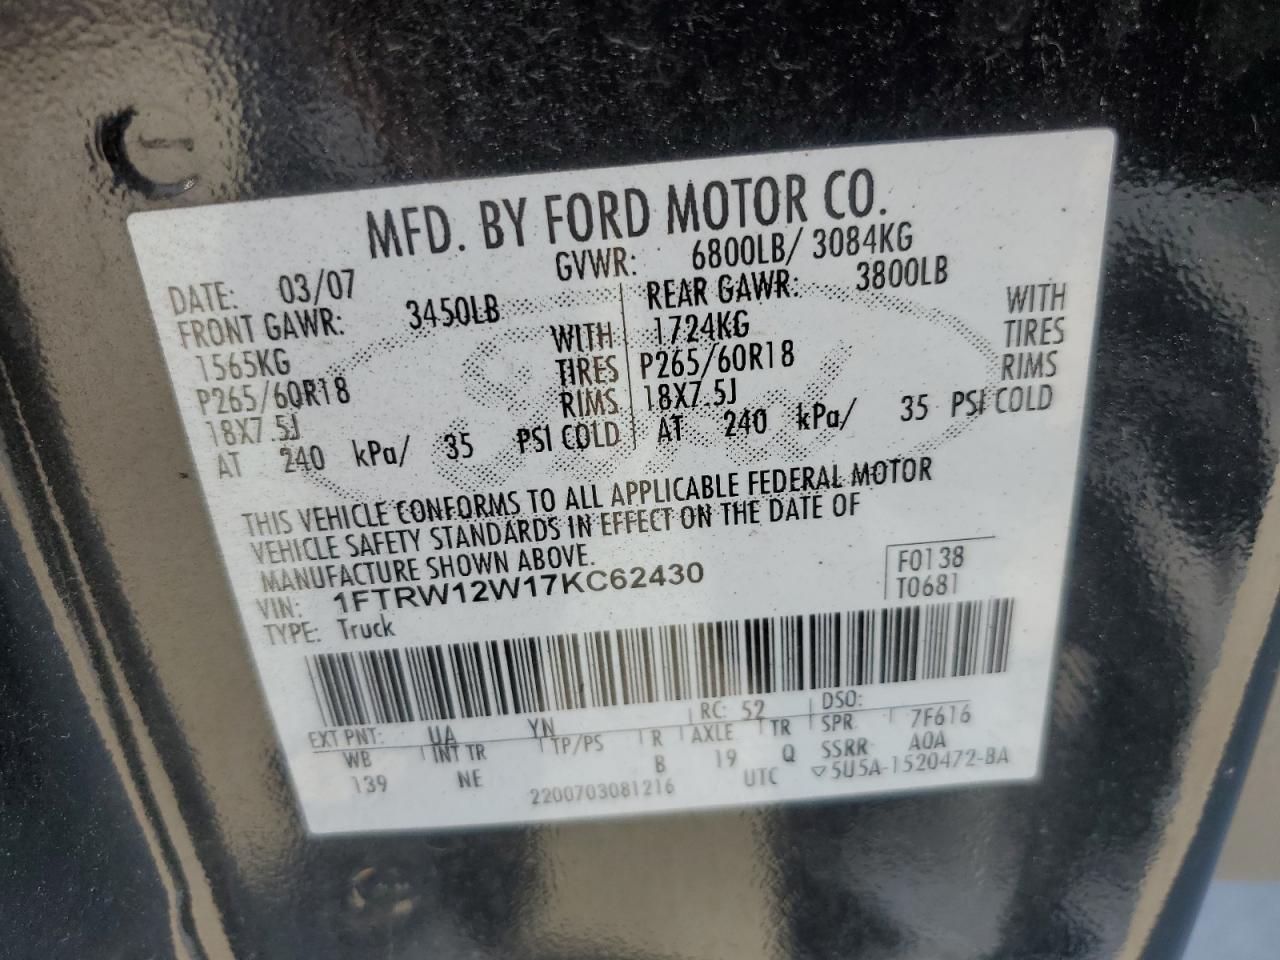 MFD. BY FORD MOTOR CO.
DATE: 03/07 GVWR: 6800LB/ 3084KG
FRONT GAWR: 3450LB REAR GAWR: 3800LB
1565KG WITH 1724KG WITH
P265/60R18 TIRES P265/60R18 TIRES
18X7.5J RIMS 18X7.5J RIMS
AT 240 kPa/ 35 PSI COLD AT 240 kPa/ 35 PSI COLD
THIS VEHICLE CONFORMS TO ALL APPLICABLE FEDERAL MOTOR
VEHICLE SAFETY STANDARDS IN EFFECT ON THE DATE OF
MANUFACTURE SHOWN ABOVE.
VIN: 1FTRW12W17KC62430 F0138
TYPE: Truck T0681
EXT PNT: UA YN RC: 52 DSO:
WB INT TR TP/PS R AXLE TR SPR 7F616
139 NE B 19 Q SSRR A0A
2200703081216 UTC ▽5U5A-1520472-BA